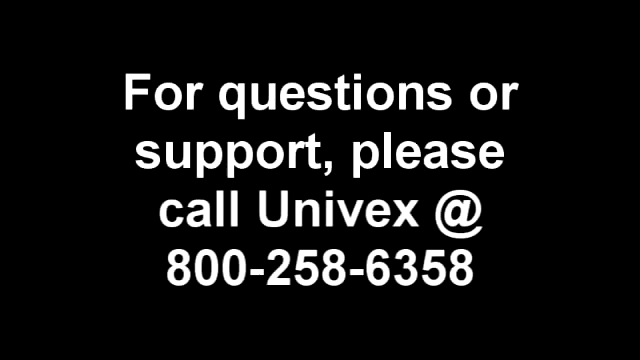 For questions or
support, please
call Univex @
800-258-6358